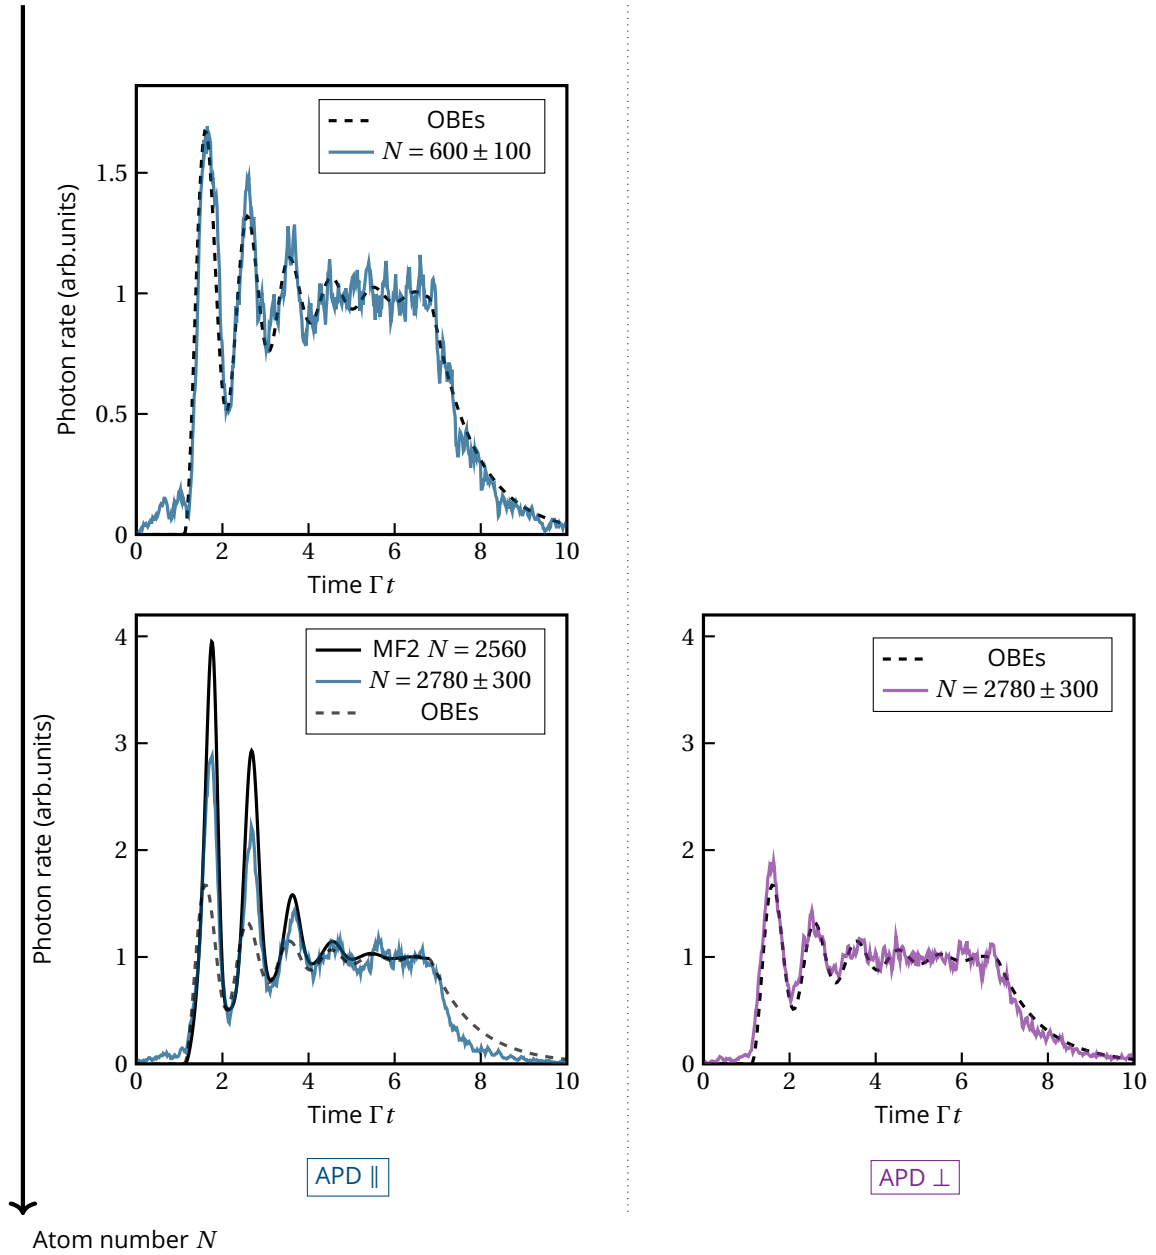 OBEs
N = 600 ± 100
Photon rate (arb.units)
1.5
1
0.5
0
0 2 4 6 8 10
Time Γt
MF2 N = 2560
N = 2780 ± 300
OBEs
Photon rate (arb.units)
4
3
2
1
0
0 2 4 6 8 10
Time Γt
APD ∥
OBEs
N = 2780 ± 300
4
3
2
1
0
0 2 4 6 8 10
Time Γt
APD ⊥
Atom number N